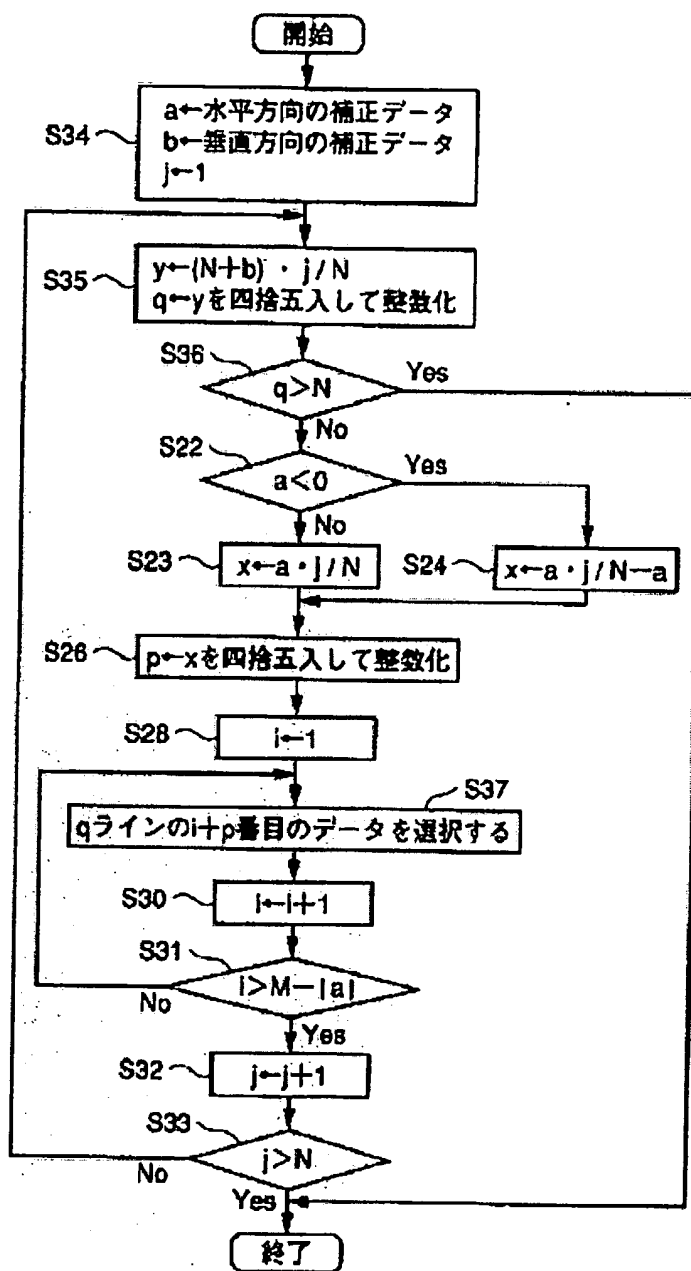 開始
S34
a←水平方向の補正データ
b←垂直方向の補正データ
j←1
S35
y←(N+b)・j/N
q←yを四捨五入して整数化
S36
q>N
Yes
No
S22
a≤0
Yes
No
S23
x←a・j/N
S24
x←a・j/N−a
S26
p←xを四捨五入して整数化
S28
i←1
S37
qラインのi+p番目のデータを選択する
S30
i←i+1
S31
i>M−|a|
No
Yes
S32
j←j+1
S33
j>N
No
Yes
終了